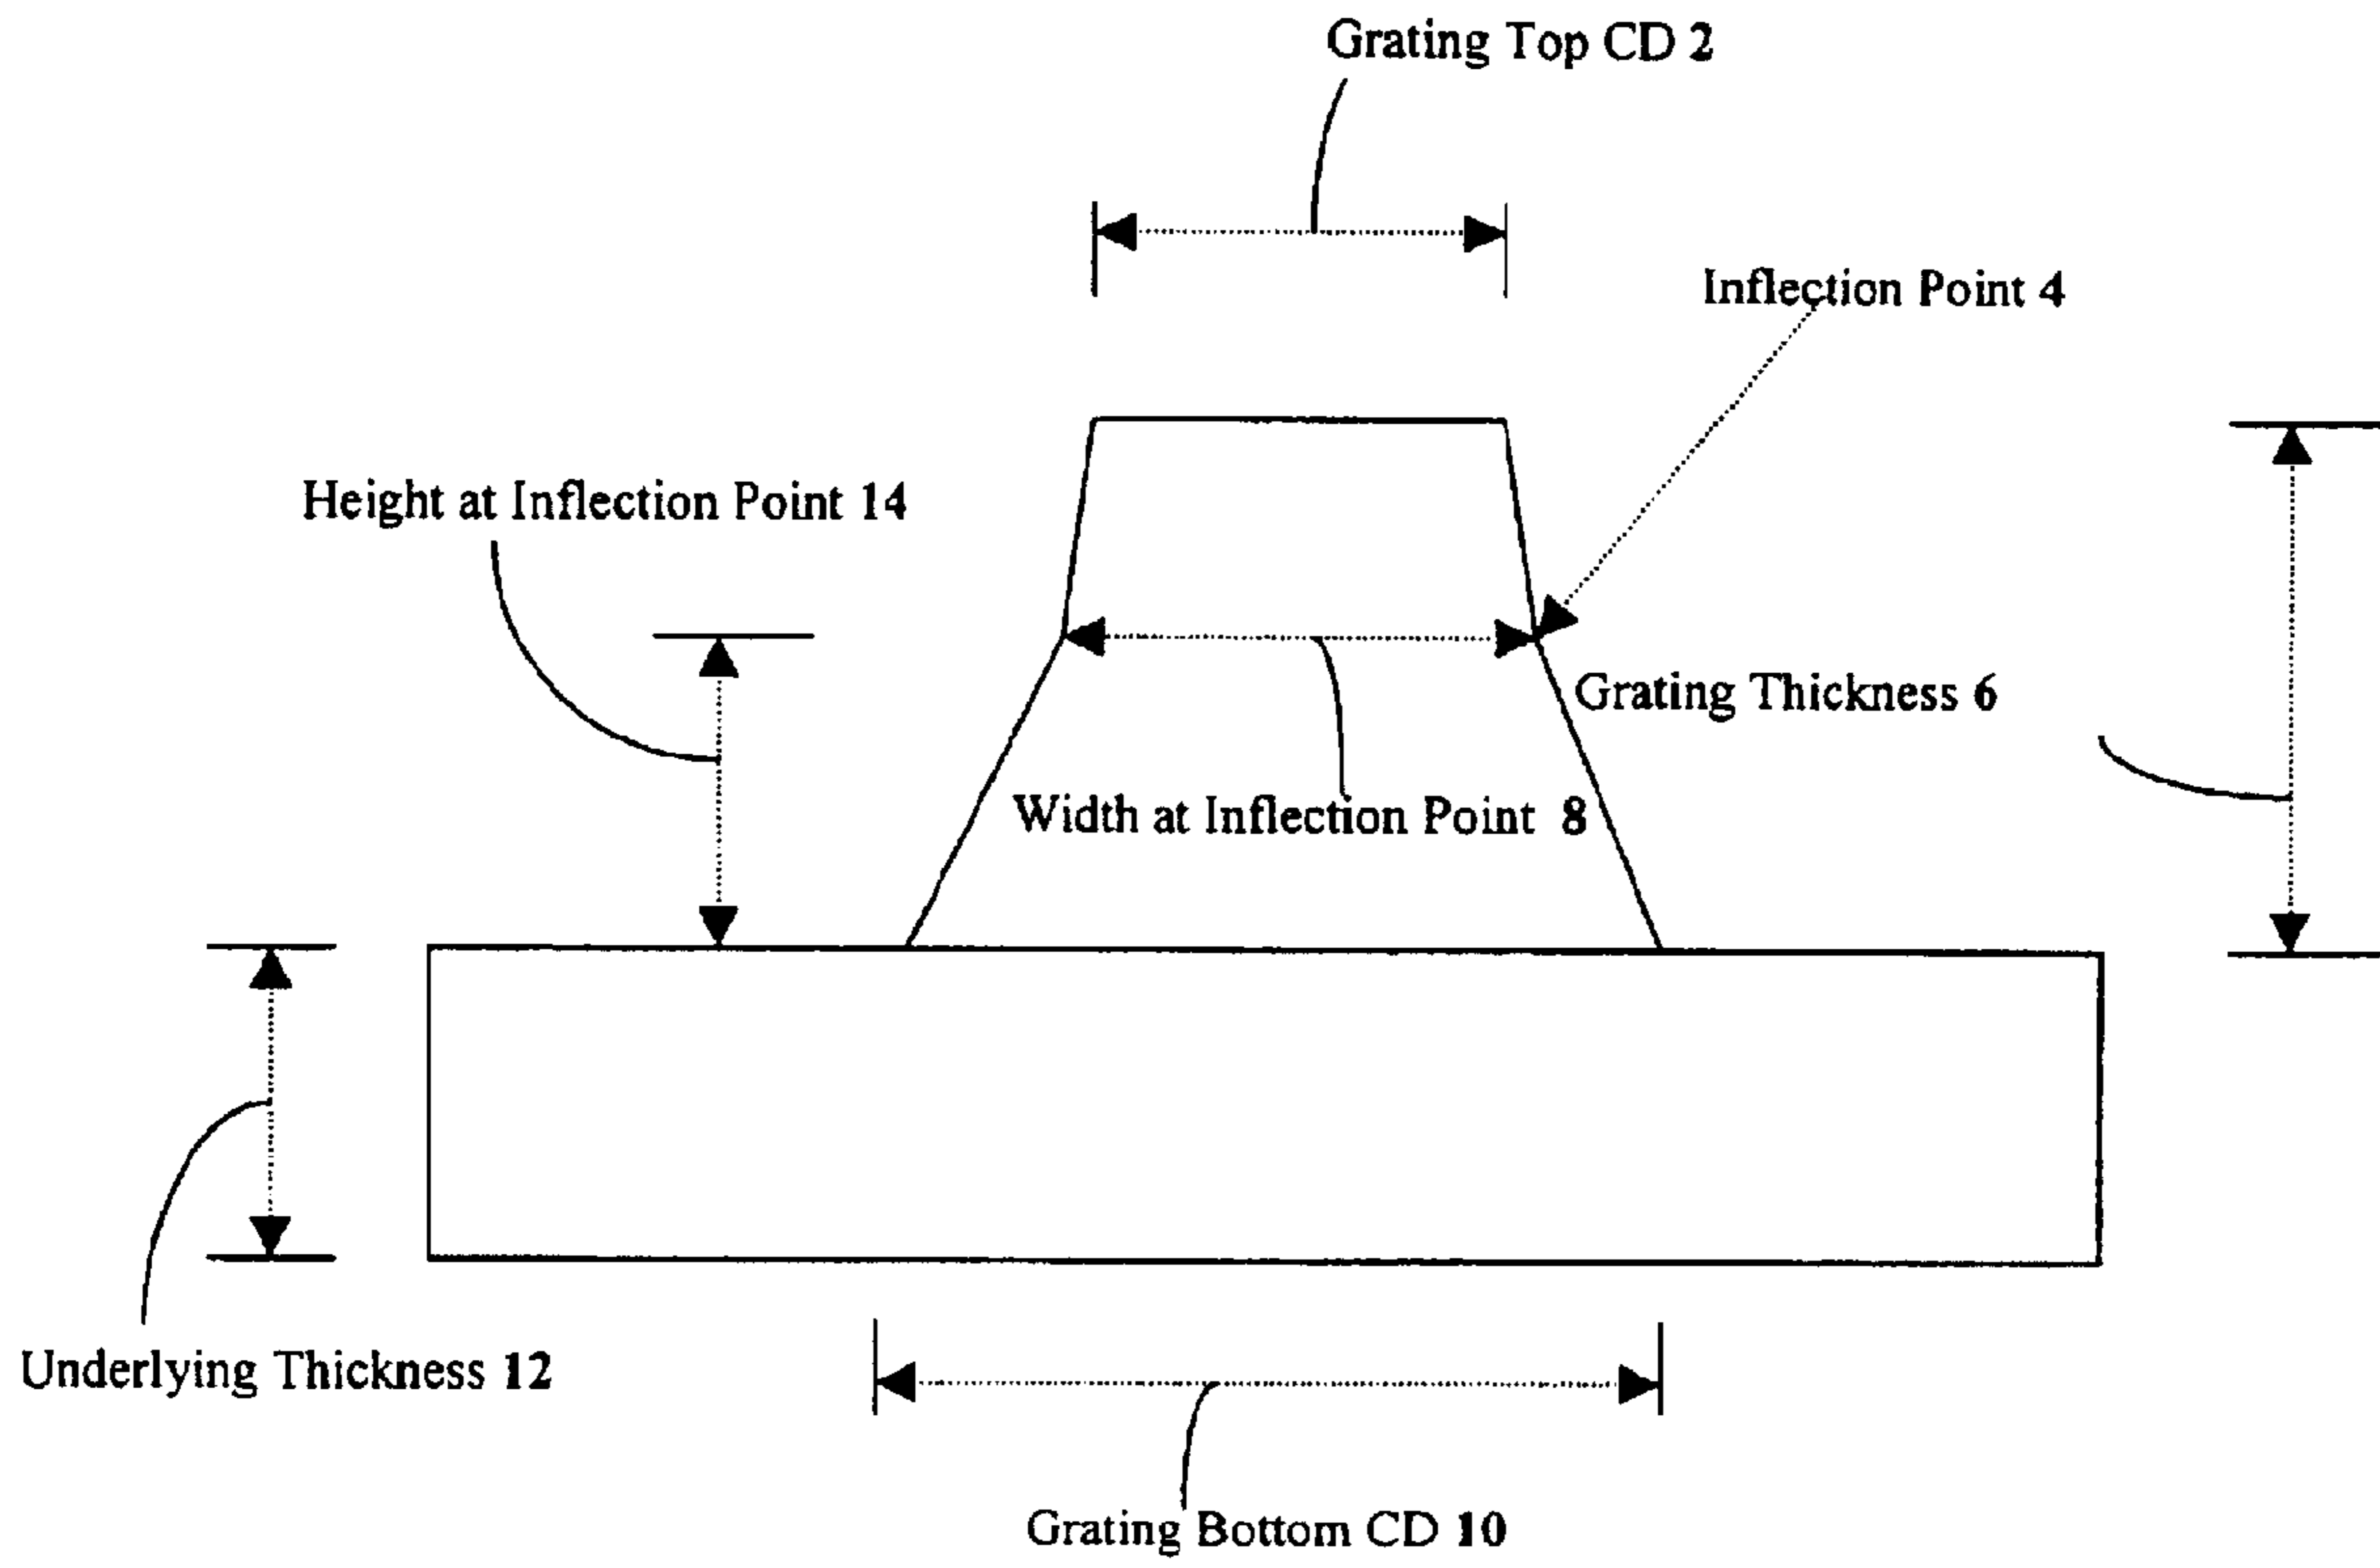 Grating Top CD 2
Inflection Point 4
Height at Inflection Point 14
Grating Thickness 6
Width at Inflection Point 8
Underlying Thickness 12
Grating Bottom CD 10